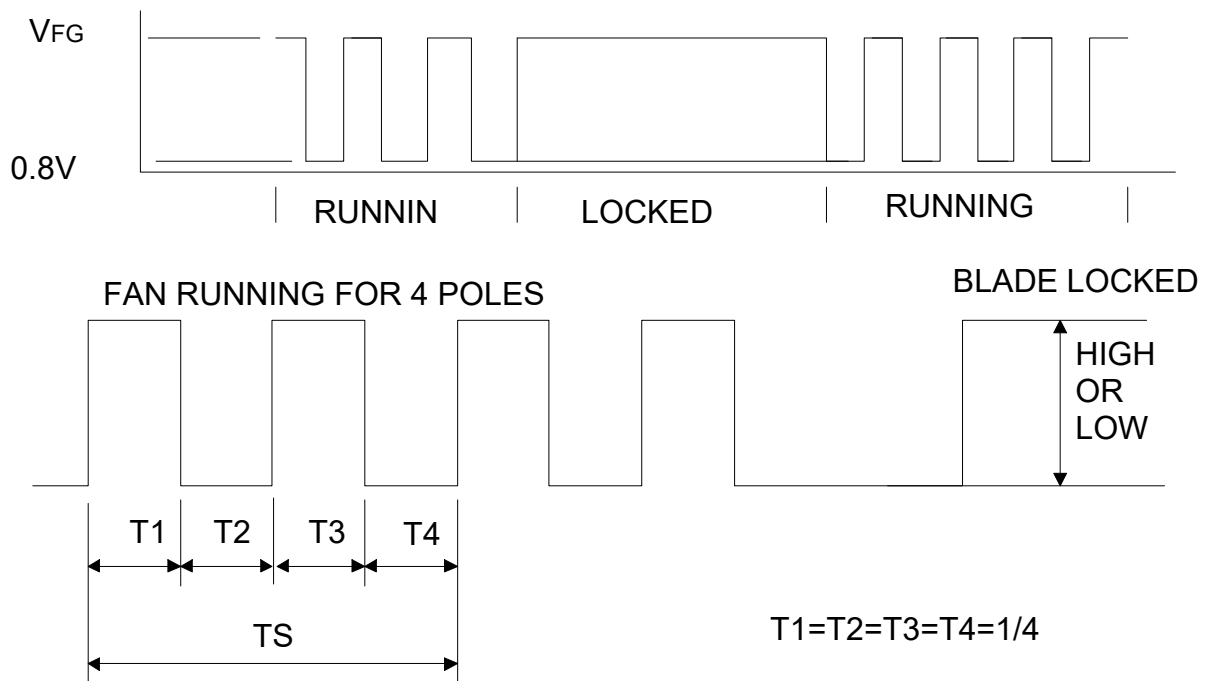 VFG
0.8V
RUNNIN
LOCKED
RUNNING
FAN RUNNING FOR 4 POLES
BLADE LOCKED
HIGH
OR
LOW
T1
T2
T3
T4
TS
T1=T2=T3=T4=1/4